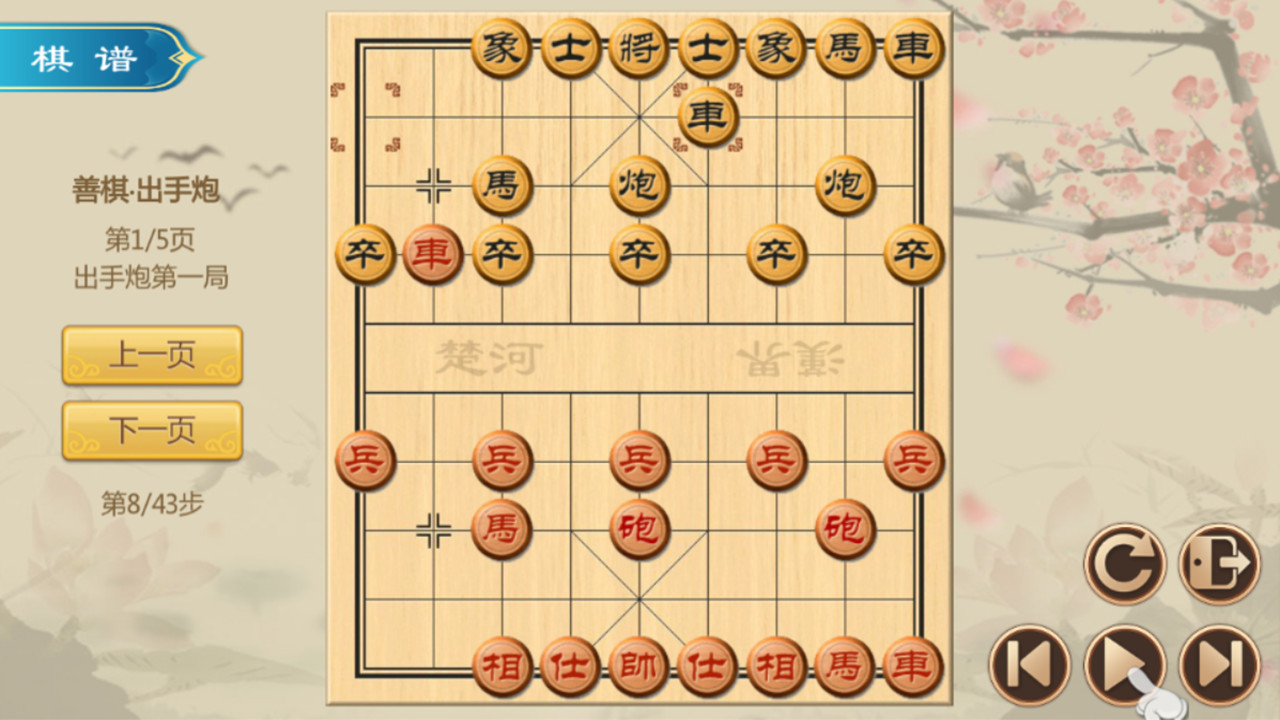 棋 谱
善棋·出手炮
第1/5页
出手炮第一局
上一页
下一页
第8/43步
象 士 將 士 象 馬 車
車
馬 炮 炮
卒 車 卒 卒 卒 卒
楚河 漢界
兵 兵 兵 兵 兵
馬 砲 砲
相 仕 帥 仕 相 馬 車